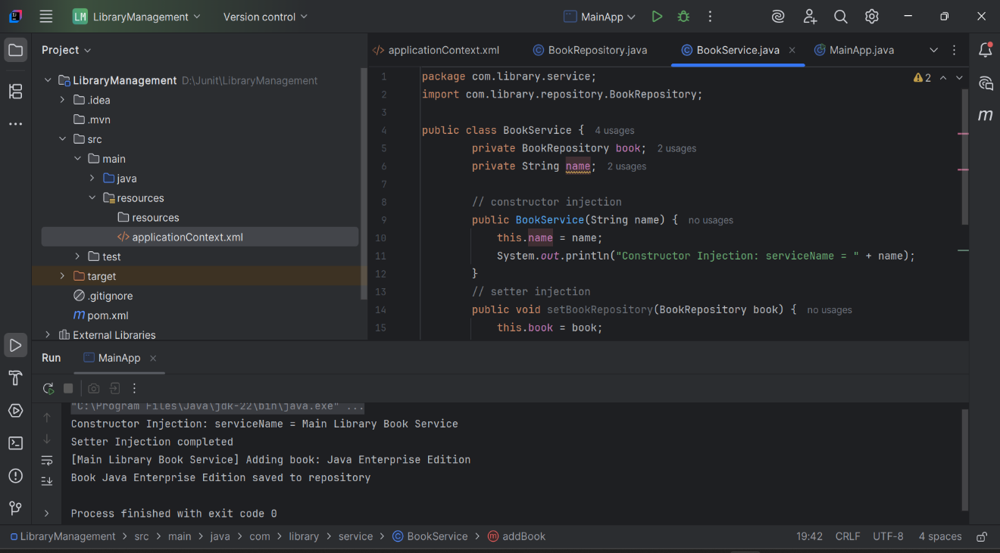 LM LibraryManagement Version control MainApp
Project
applicationContext.xml BookRepository.java BookService.java MainApp.java
LibraryManagement D:\Junit\LibraryManagement
.idea
.mvn
src
main
java
resources
resources
applicationContext.xml
test
target
.gitignore
pom.xml
External Libraries
1 package com.library.service;
2 import com.library.repository.BookRepository;
3
4 public class BookService { 4 usages
5 private BookRepository book; 2 usages
6 private String name; 2 usages
7
8 // constructor injection
9 public BookService(String name) { no usages
10 this.name = name;
11 System.out.println("Constructor Injection: serviceName = " + name);
12 }
13 // setter injection
14 public void setBookRepository(BookRepository book) { no usages
15 this.book = book;
2
m
Run MainApp
"C:\Program Files\Java\jdk-22\bin\java.exe" ...
Constructor Injection: serviceName = Main Library Book Service
Setter Injection completed
[Main Library Book Service] Adding book: Java Enterprise Edition
Book Java Enterprise Edition saved to repository
Process finished with exit code 0
LibraryManagement > src > main > java > com > library > service > BookService > addBook 19:42 CRLF UTF-8 4 spaces